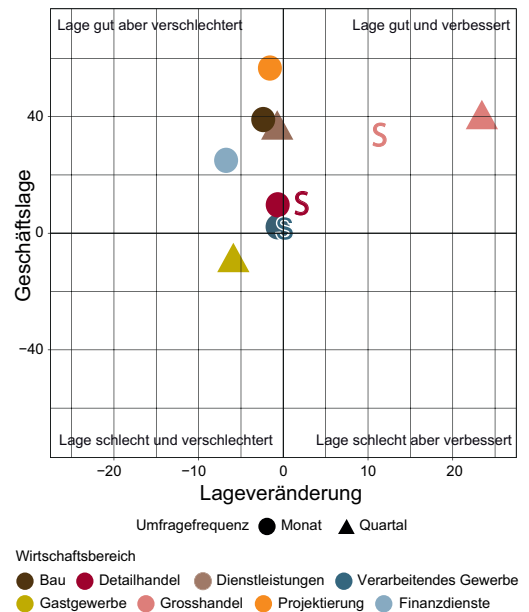 Lage gut aber verschlechtert Lage gut und verbessert
40
S
S
S
0
−40
Geschäftslage
Lage schlecht und verschlechtert Lage schlecht aber verbessert
−20 −10 0 10 20
Lageveränderung
Umfragefrequenz Monat Quartal
Wirtschaftsbereich
Bau Detailhandel Dienstleistungen Verarbeitendes Gewerbe
Gastgewerbe Grosshandel Projektierung Finanzdienste